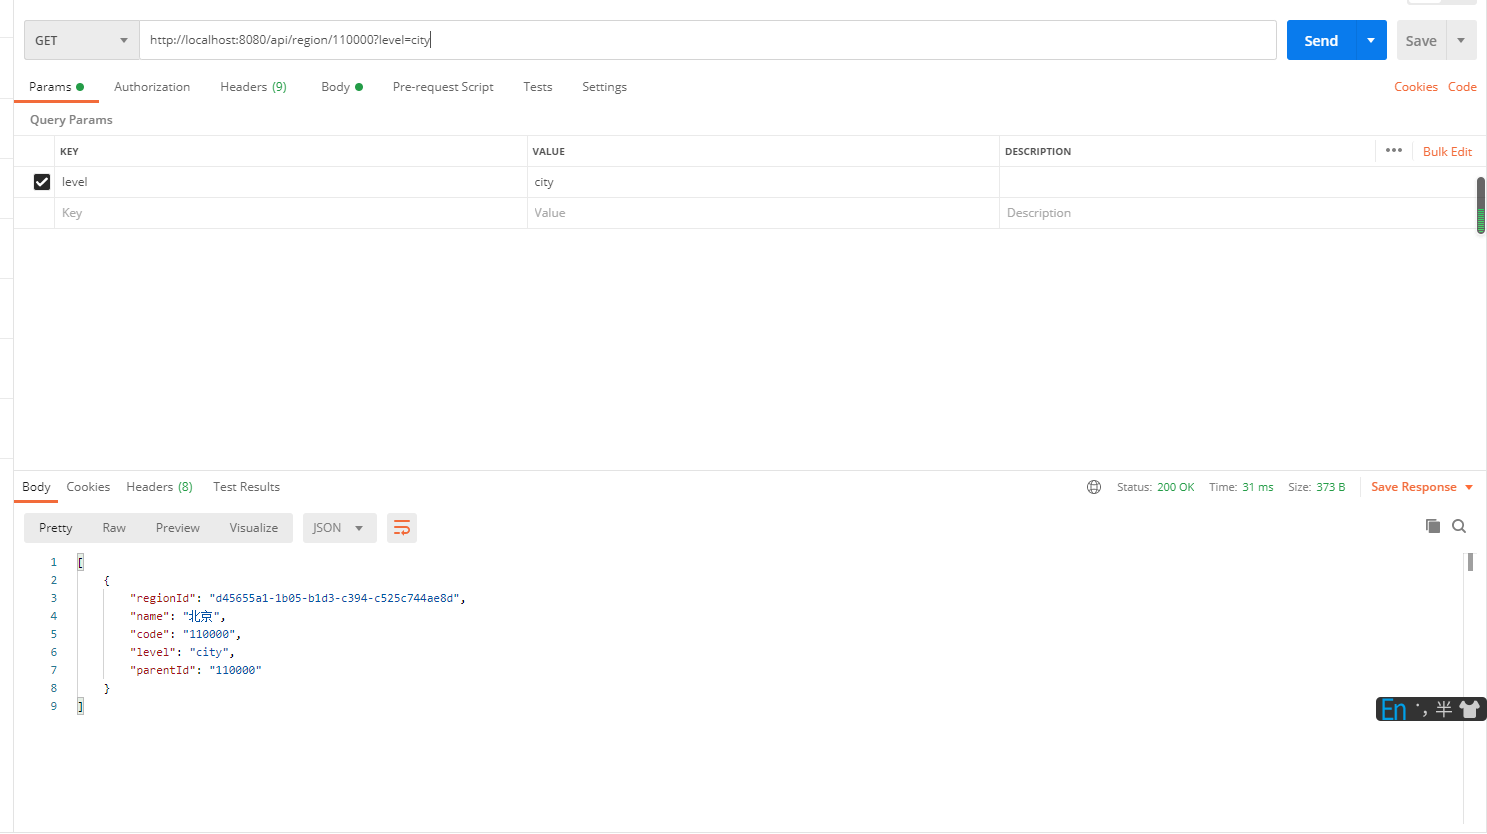 GET http://localhost:8080/api/region/110000?level=city Send Save
Params Authorization Headers (9) Body Pre-request Script Tests Settings Cookies Code
Query Params
KEY VALUE DESCRIPTION ••• Bulk Edit
level city
Key Value Description
Body Cookies Headers (8) Test Results Status: 200 OK Time: 31 ms Size: 373 B Save Response
Pretty Raw Preview Visualize JSON
1 [
2 {
3 "regionId": "d45655a1-1b05-b1d3-c394-c525c744ae8d",
4 "name": "北京",
5 "code": "110000",
6 "level": "city",
7 "parentId": "110000"
8 }
9 ]
En 半